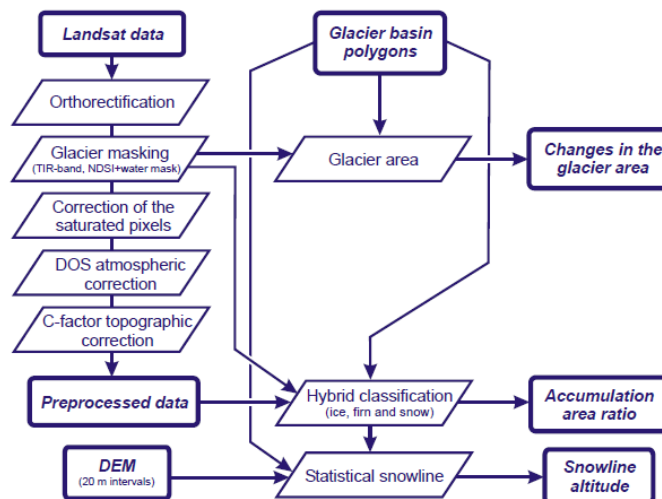 Landsat data
Glacier basin
polygons
Orthorectification
Glacier masking
(TIR-band, NDSI+water mask)
Glacier area
Changes in the
glacier area
Correction of the
saturated pixels
DOS atmospheric
correction
C-factor topographic
correction
Preprocessed data
Hybrid classification
(ice, firn and snow)
Accumulation
area ratio
DEM
(20 m intervals)
Statistical snowline
Snowline
altitude